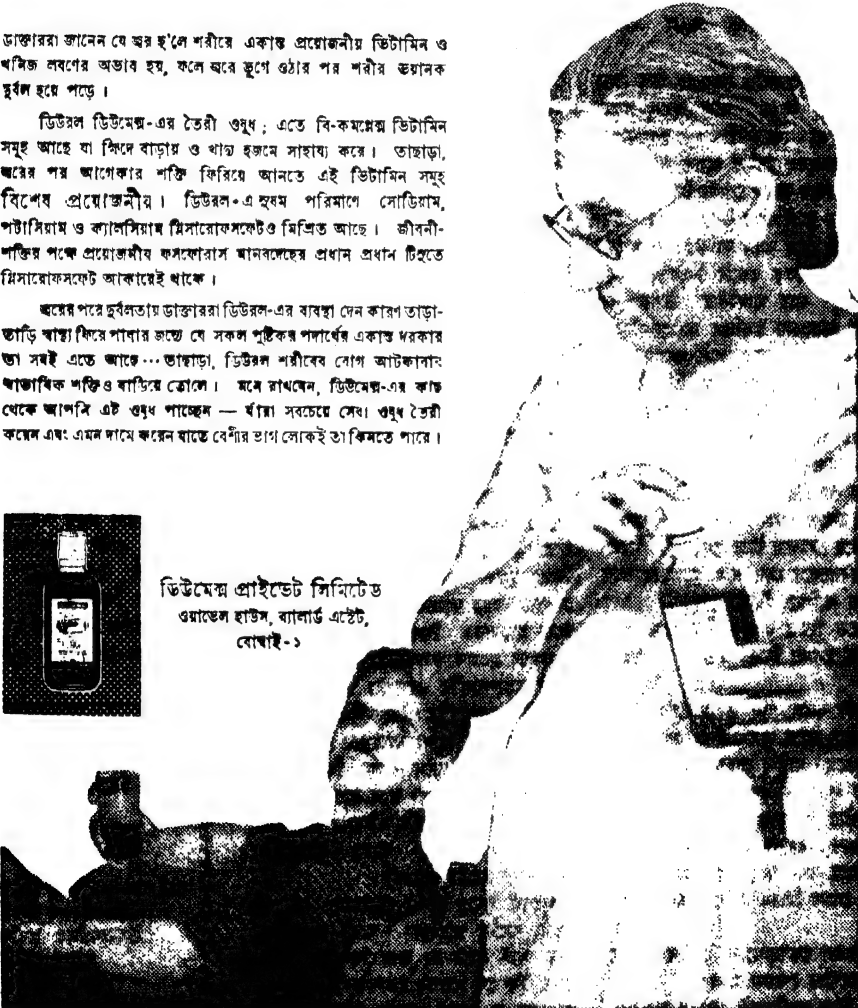 ডাক্তাররা জানেন যে জ্বর হ'লে শরীরে একান্ত প্রয়োজনীয় ভিটামিন ও
খনিজ লবণের অভাব হয়, ফলে জ্বরে ভুগে ওঠার পর শরীর ভয়ানক
দুর্বল হয়ে পড়ে ।
ডিউরল ডিউমেক্স-এর তৈরী ওষুধ ; এতে বি-কমপ্লেক্স ভিটামিন
সমূহ আছে যা ক্ষিদে বাড়ায় ও খাদ্য হজমে সাহায্য করে । তাছাড়া,
জ্বরের পর আগেকার শক্তি ফিরিয়ে আনতে এই ভিটামিন সমূহ
বিশেষ প্রয়োজনীয় । ডিউরল-এ সুষম পরিমাণে সোডিয়াম,
পটাসিয়াম ও ক্যালসিয়াম গ্লিসারোফসফেটও মিশ্রিত আছে । জীবনী-
শক্তির পক্ষে প্রয়োজনীয় ফসফোরাস মানবদেহের প্রধান প্রধান টিসুতে
গ্লিসারোফসফেট আকারেই থাকে ।
জ্বরের পরে দুর্বলতায় ডাক্তাররা ডিউরল-এর ব্যবস্থা দেন কারণ তাড়া-
তাড়ি স্বাস্থ্য ফিরে পাবার জন্যে যে সকল পুষ্টিকর পদার্থের একান্ত দরকার
তা সবই এতে আছে ··· তাছাড়া, ডিউরল শরীরের রোগ আটকাবার
স্বাভাবিক শক্তিও বাড়িয়ে তোলে । মনে রাখবেন, ডিউমেক্স-এর কাছ
থেকে আপনি এই ওষুধ পাচ্ছেন — যাঁরা সবচেয়ে সেরা ওষুধ তৈরী
করেন এবং এমন দামে করেন যাতে বেশীর ভাগ লোকই তা কিনতে পারে ।
ডিউমেক্স প্রাইভেট লিমিটেড
ওয়াভেল হাউস, ব্যালার্ড এস্টেট,
বোম্বাই-১